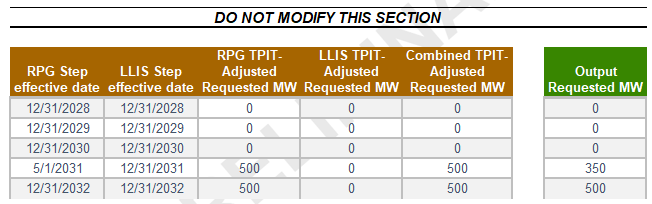 DO NOT MODIFY THIS SECTION
RPG Step effective date LLIS Step effective date RPG TPIT-Adjusted Requested MW LLIS TPIT-Adjusted Requested MW Combined TPIT-Adjusted Requested MW Output Requested MW
12/31/2028 12/31/2028 0 0 0 0
12/31/2029 12/31/2029 0 0 0 0
12/31/2030 12/31/2030 0 0 0 0
5/1/2031 12/31/2031 500 0 500 350
12/31/2032 12/31/2032 500 0 500 500